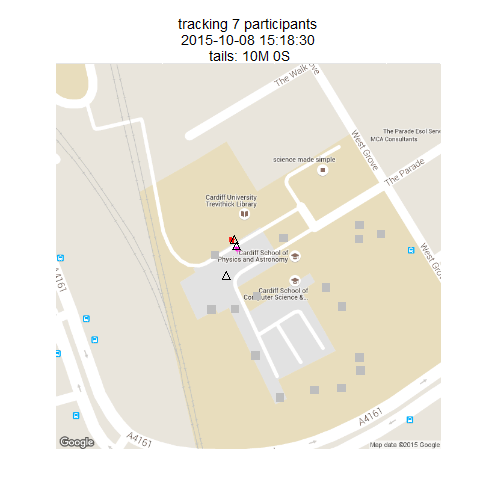 tracking 7 participants
2015-10-08 15:18:30
tails: 10M 0S
The Walk
West Grove
The Parade Esol Serv
MCA Consultants
science made simple
The Parade
Cardiff University
Trevithick Library
West Grove
Cardiff School of
Physics and Astronomy
A4161
Cardiff School of
Computer Science &...
A4161
A4161
Google
Map data ©2015 Google